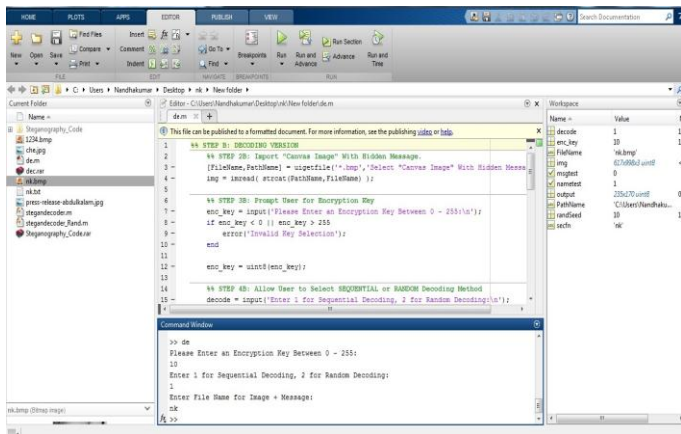 HOME PLOTS APPS EDITOR PUBLISH VIEW
Search Documentation
New Open Save
Find Files
Compare
Print
Insert
Comment
Indent
Go To
Find
Breakpoints
Run
Run and Advance
Run Section
Advance
Run and Time
FILE EDIT NAVIGATE BREAKPOINTS RUN
C: Users Nandhakumar Desktop nk New folder
Current Folder
Name
Steganography_Code
1234.bmp
che.jpg
de.m
dec.rar
nk.bmp
nk.txt
press-release-abdulkalam.jpg
stegandecoder.m
stegandecoder_Rand.m
Steganography_Code.rar
nk.bmp (Bitmap image)
Editor - C:\Users\Nandhakumar\Desktop\nk\New folder\de.m
de.m
This file can be published to a formatted document. For more information, see the publishing video or help.
1 %% STEP B: DECODING VERSION
2 %% STEP 2B: Import "Canvas Image" With Hidden Message.
3 - [FileName,PathName] = uigetfile('*.bmp','Select "Canvas Image" With Hidden Messa
4 - img = imread( strcat(PathName,FileName) );
5
6 %% STEP 3B: Prompt User for Encryption Key
7 - enc_key = input('Please Enter an Encryption Key Between 0 - 255:\n');
8 - if enc_key < 0 || enc_key > 255
9 - error('Invalid Key Selection');
10 - end
11
12 - enc_key = uint8(enc_key);
13
14 %% STEP 4B: Allow User to Select SEQUENTIAL or RANDOM Decoding Method
15 - decode = input('Enter 1 for Sequential Decoding, 2 for Random Decoding:\n');
Command Window
>> de
Please Enter an Encryption Key Between 0 - 255:
10
Enter 1 for Sequential Decoding, 2 for Random Decoding:
1
Enter File Name for Image + Message:
nk
fx >>
Workspace
Name Value
decode 1
enc_key 10
FileName 'nk.bmp'
img 617x998x3 uint8
msgtest 0
nametest 1
output 235x170 uint8
PathName 'C:\Users\Nandhaku...
randSeed 10
secfn 'nk'